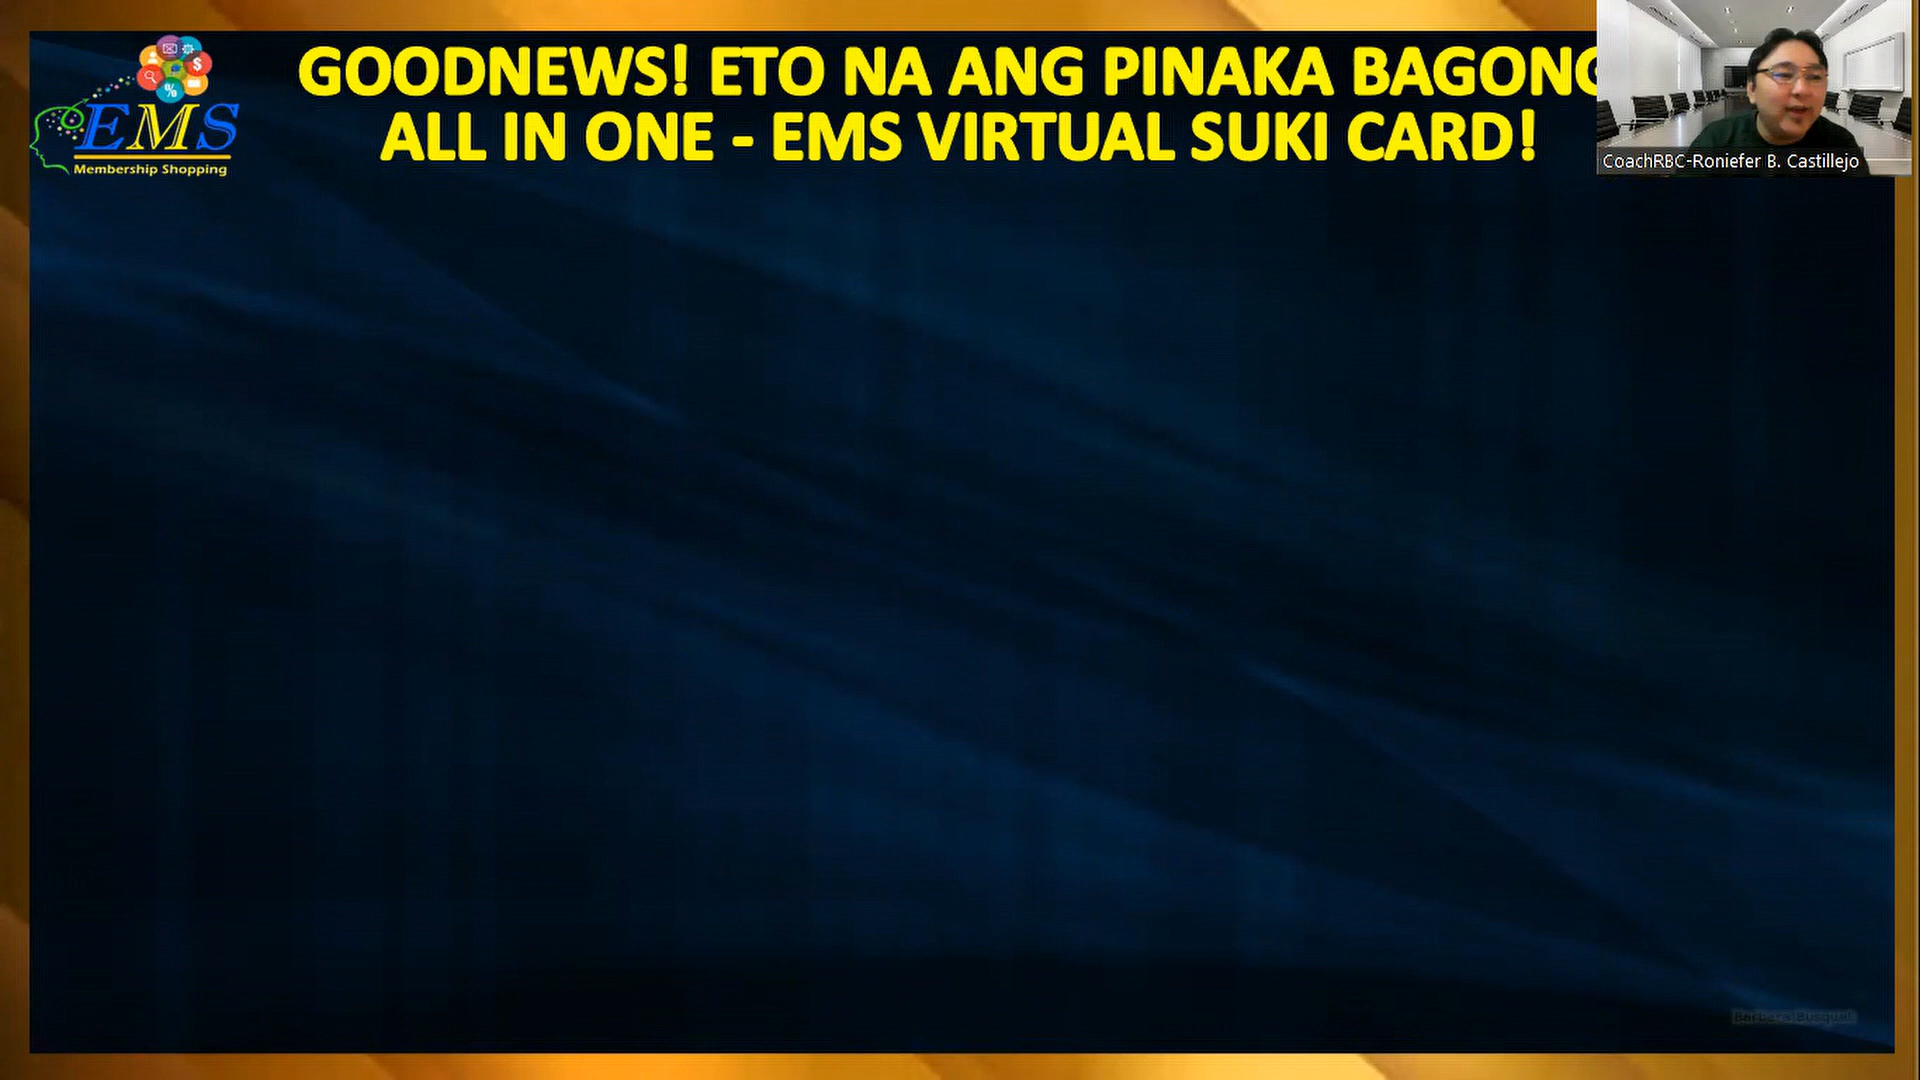 GOODNEWS! ETO NA ANG PINAKA BAGONG
ALL IN ONE - EMS VIRTUAL SUKI CARD!
EMS
Membership Shopping
CoachRBC-Roniefer B. Castillejo